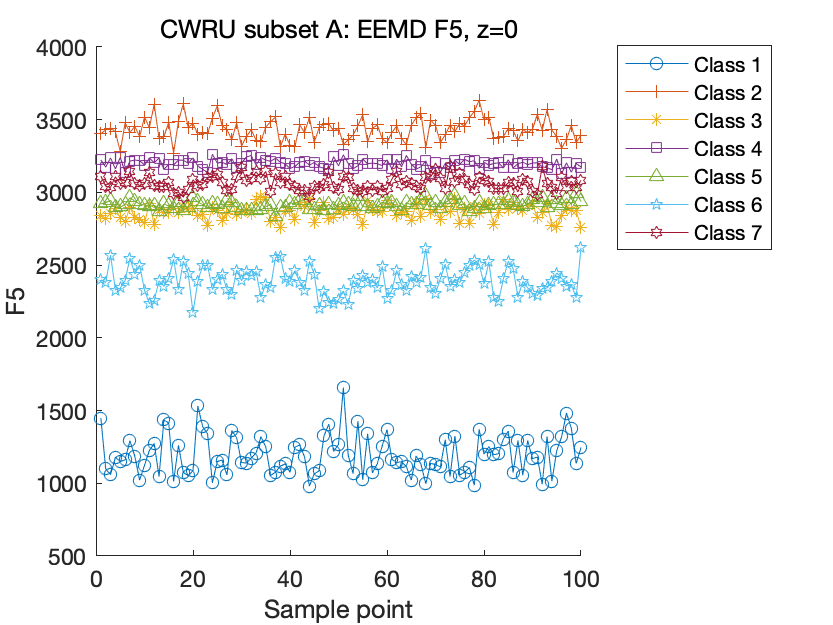 CWRU subset A: EEMD F5, z=0
4000
3500
3000
2500
2000
1500
1000
500
F5
0
20
40
60
80
100
Sample point
Class 1
Class 2
Class 3
Class 4
Class 5
Class 6
Class 7